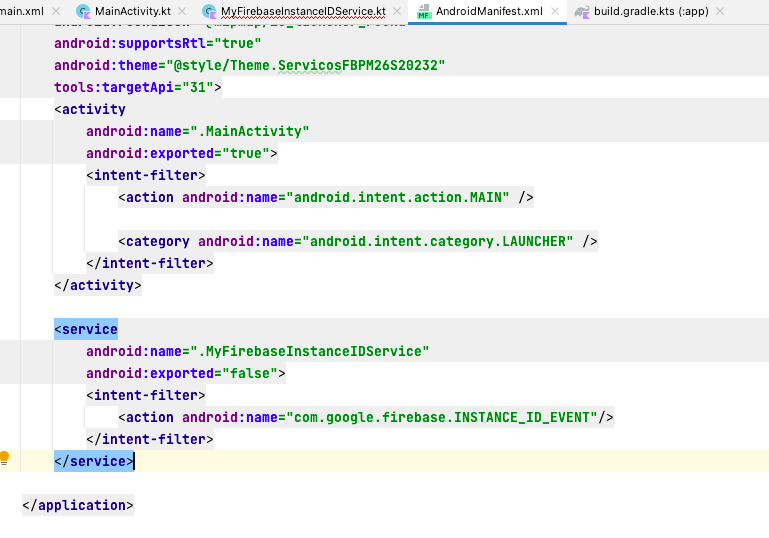 main.xml MainActivity.kt MyFirebaseInstanceIDService.kt AndroidManifest.xml build.gradle.kts (:app)
android:supportsRtl="true"
android:theme="@style/Theme.ServicosFBPM26S20232"
tools:targetApi="31">
<activity
android:name=".MainActivity"
android:exported="true">
<intent-filter>
<action android:name="android.intent.action.MAIN" />
<category android:name="android.intent.category.LAUNCHER" />
</intent-filter>
</activity>
<service
android:name=".MyFirebaseInstanceIDService"
android:exported="false">
<intent-filter>
<action android:name="com.google.firebase.INSTANCE_ID_EVENT"/>
</intent-filter>
</service>
</application>